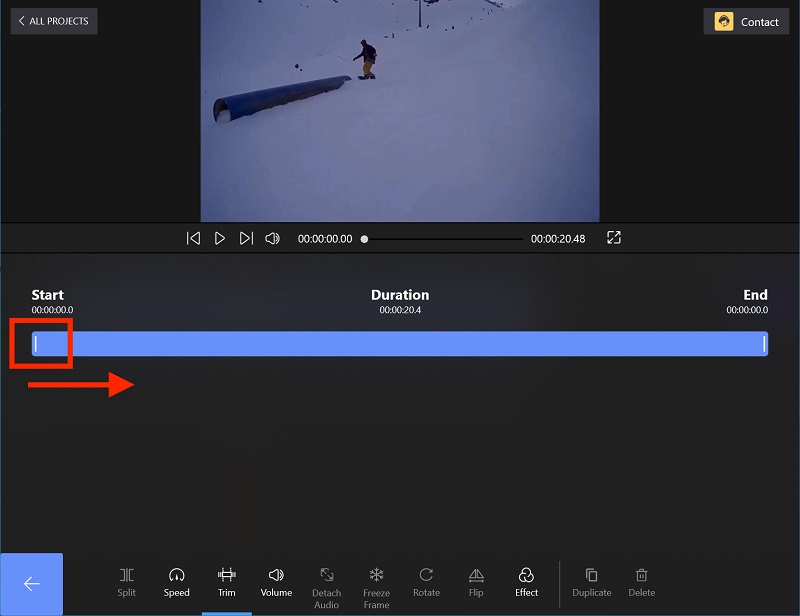 ALL PROJECTS
Contact
00:00:00.00
00:00:20.48
Start
Duration
End
00:00:00.0
00:00:20.4
00:00:00.0
Split
Speed
Trim
Volume
Detach
Audio
Freeze
Frame
Rotate
Flip
Effect
Duplicate
Delete